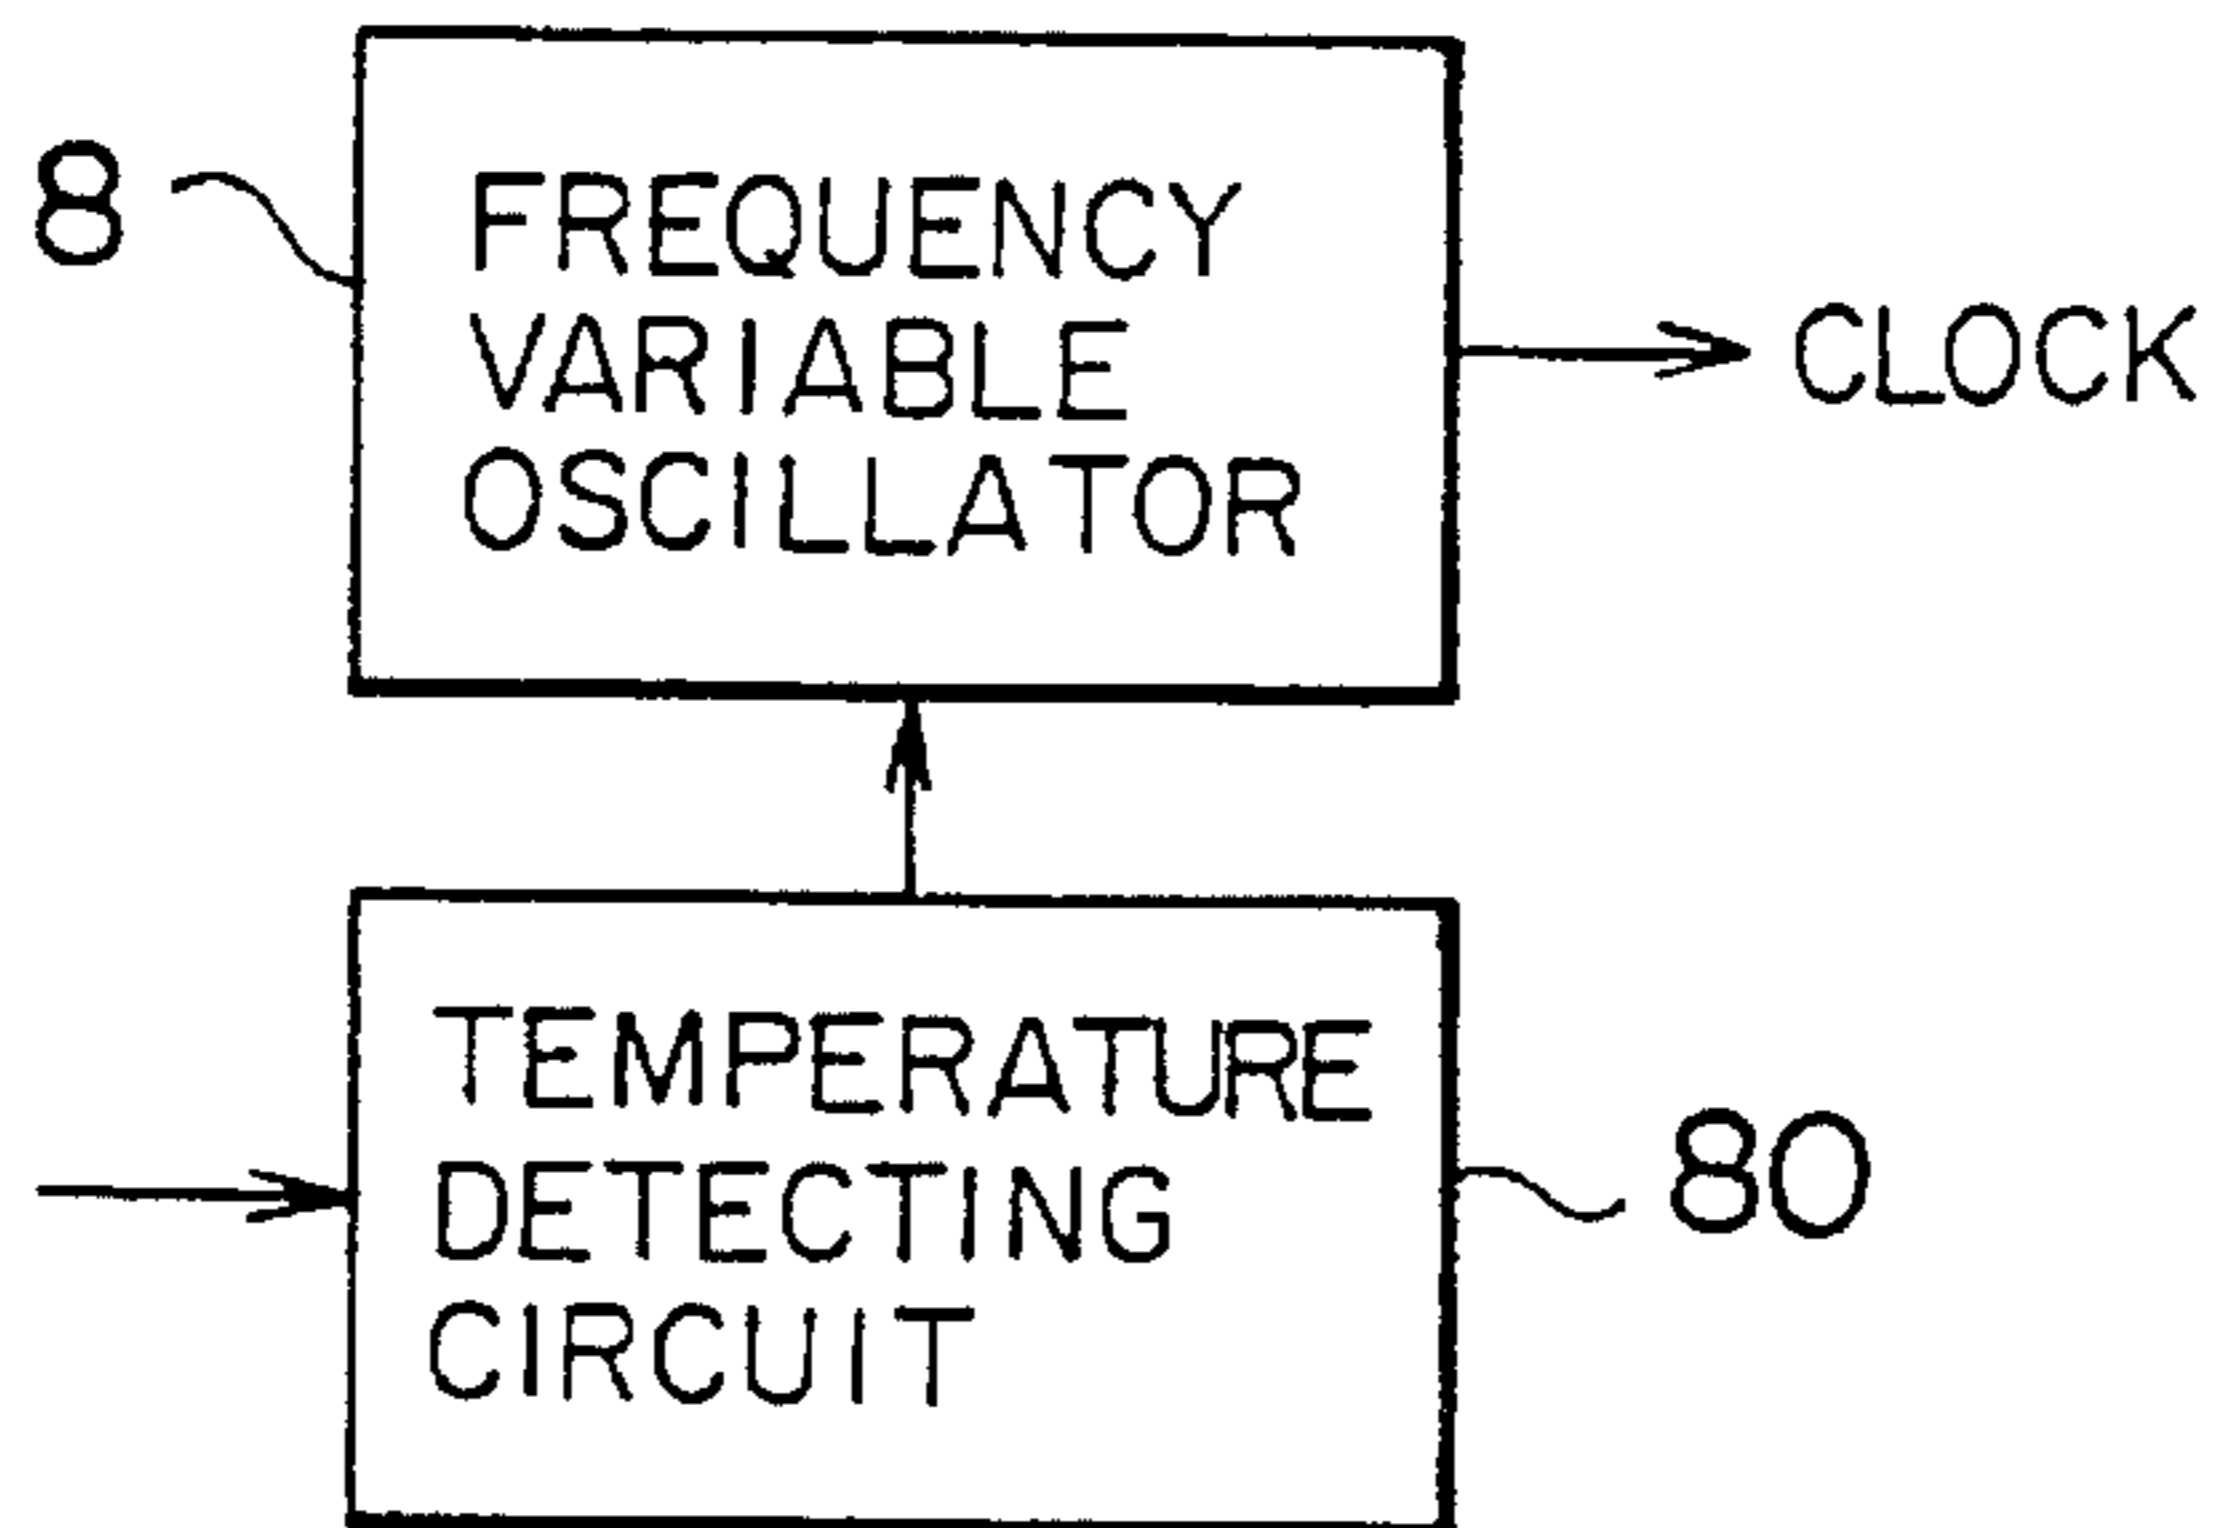 8
FREQUENCY
VARIABLE
OSCILLATOR
CLOCK
TEMPERATURE
DETECTING
CIRCUIT
80